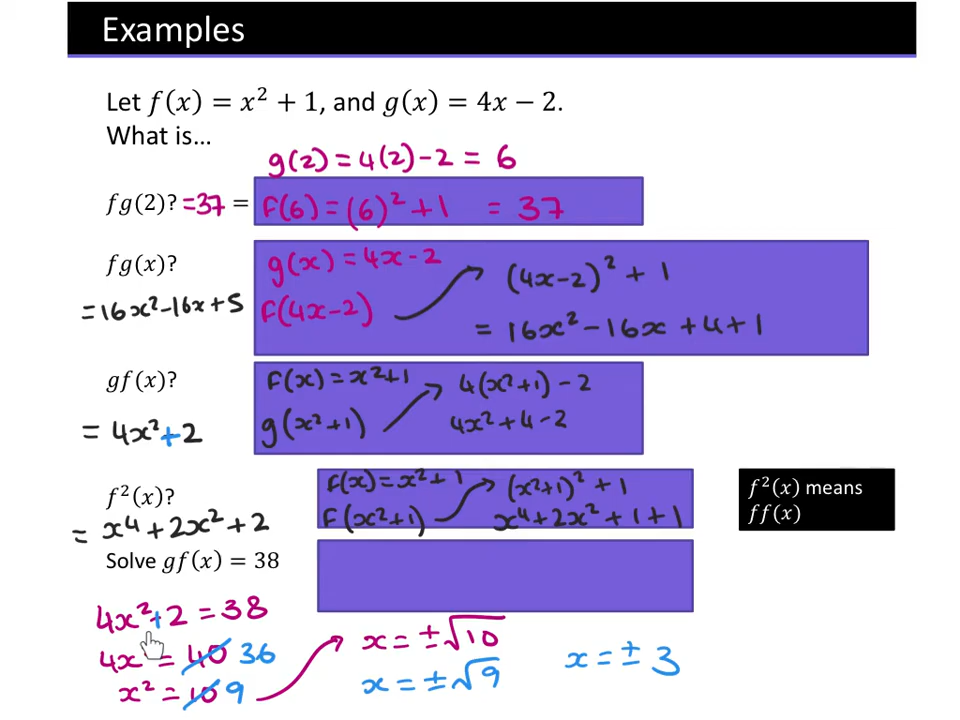 Examples
Let f(x) = x² + 1, and g(x) = 4x − 2.
What is...
g(2) = 4(2) - 2 = 6
fg(2)? = 37 = f(6) = (6)² + 1 = 37
fg(x)?
g(x) = 4x - 2
(4x - 2)² + 1
= 16x² - 16x + 5
f(4x - 2)
= 16x² - 16x + 4 + 1
gf(x)?
f(x) = x² + 1
4(x² + 1) - 2
= 4x² + 2
g(x² + 1)
4x² + 4 - 2
f²(x)?
f(x) = x² + 1
(x² + 1)² + 1
f²(x) means
ff(x)
= x⁴ + 2x² + 2
f(x² + 1)
x⁴ + 2x² + 1 + 1
Solve gf(x) = 38
4x² + 2 = 38
4x² = 40 36
x² = 10 9
x = ±√10
x = ±√9
x = ± 3